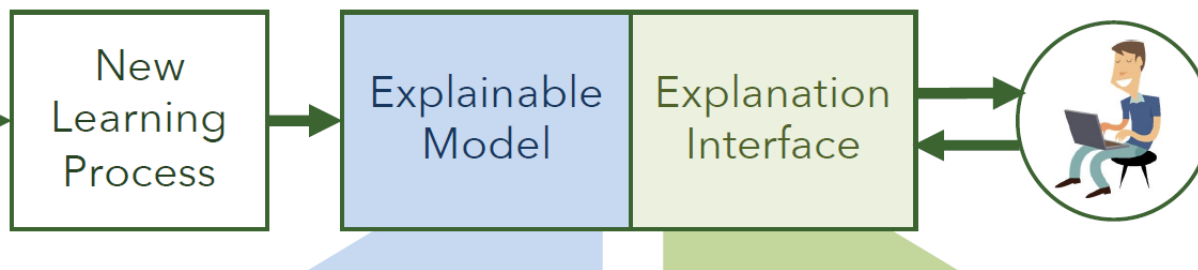 New
Learning
Process
Explainable
Model
Explanation
Interface